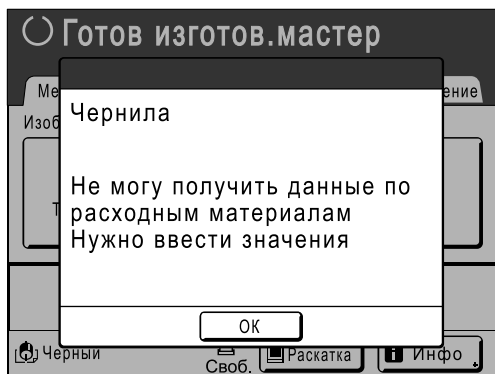 Готов изготов.мастер
Ме ение
Изоб
Чернила
Не могу получить данные по
расходным материалам
Нужно ввести значения
Т
OK
Черный Своб. Раскатка Инфо